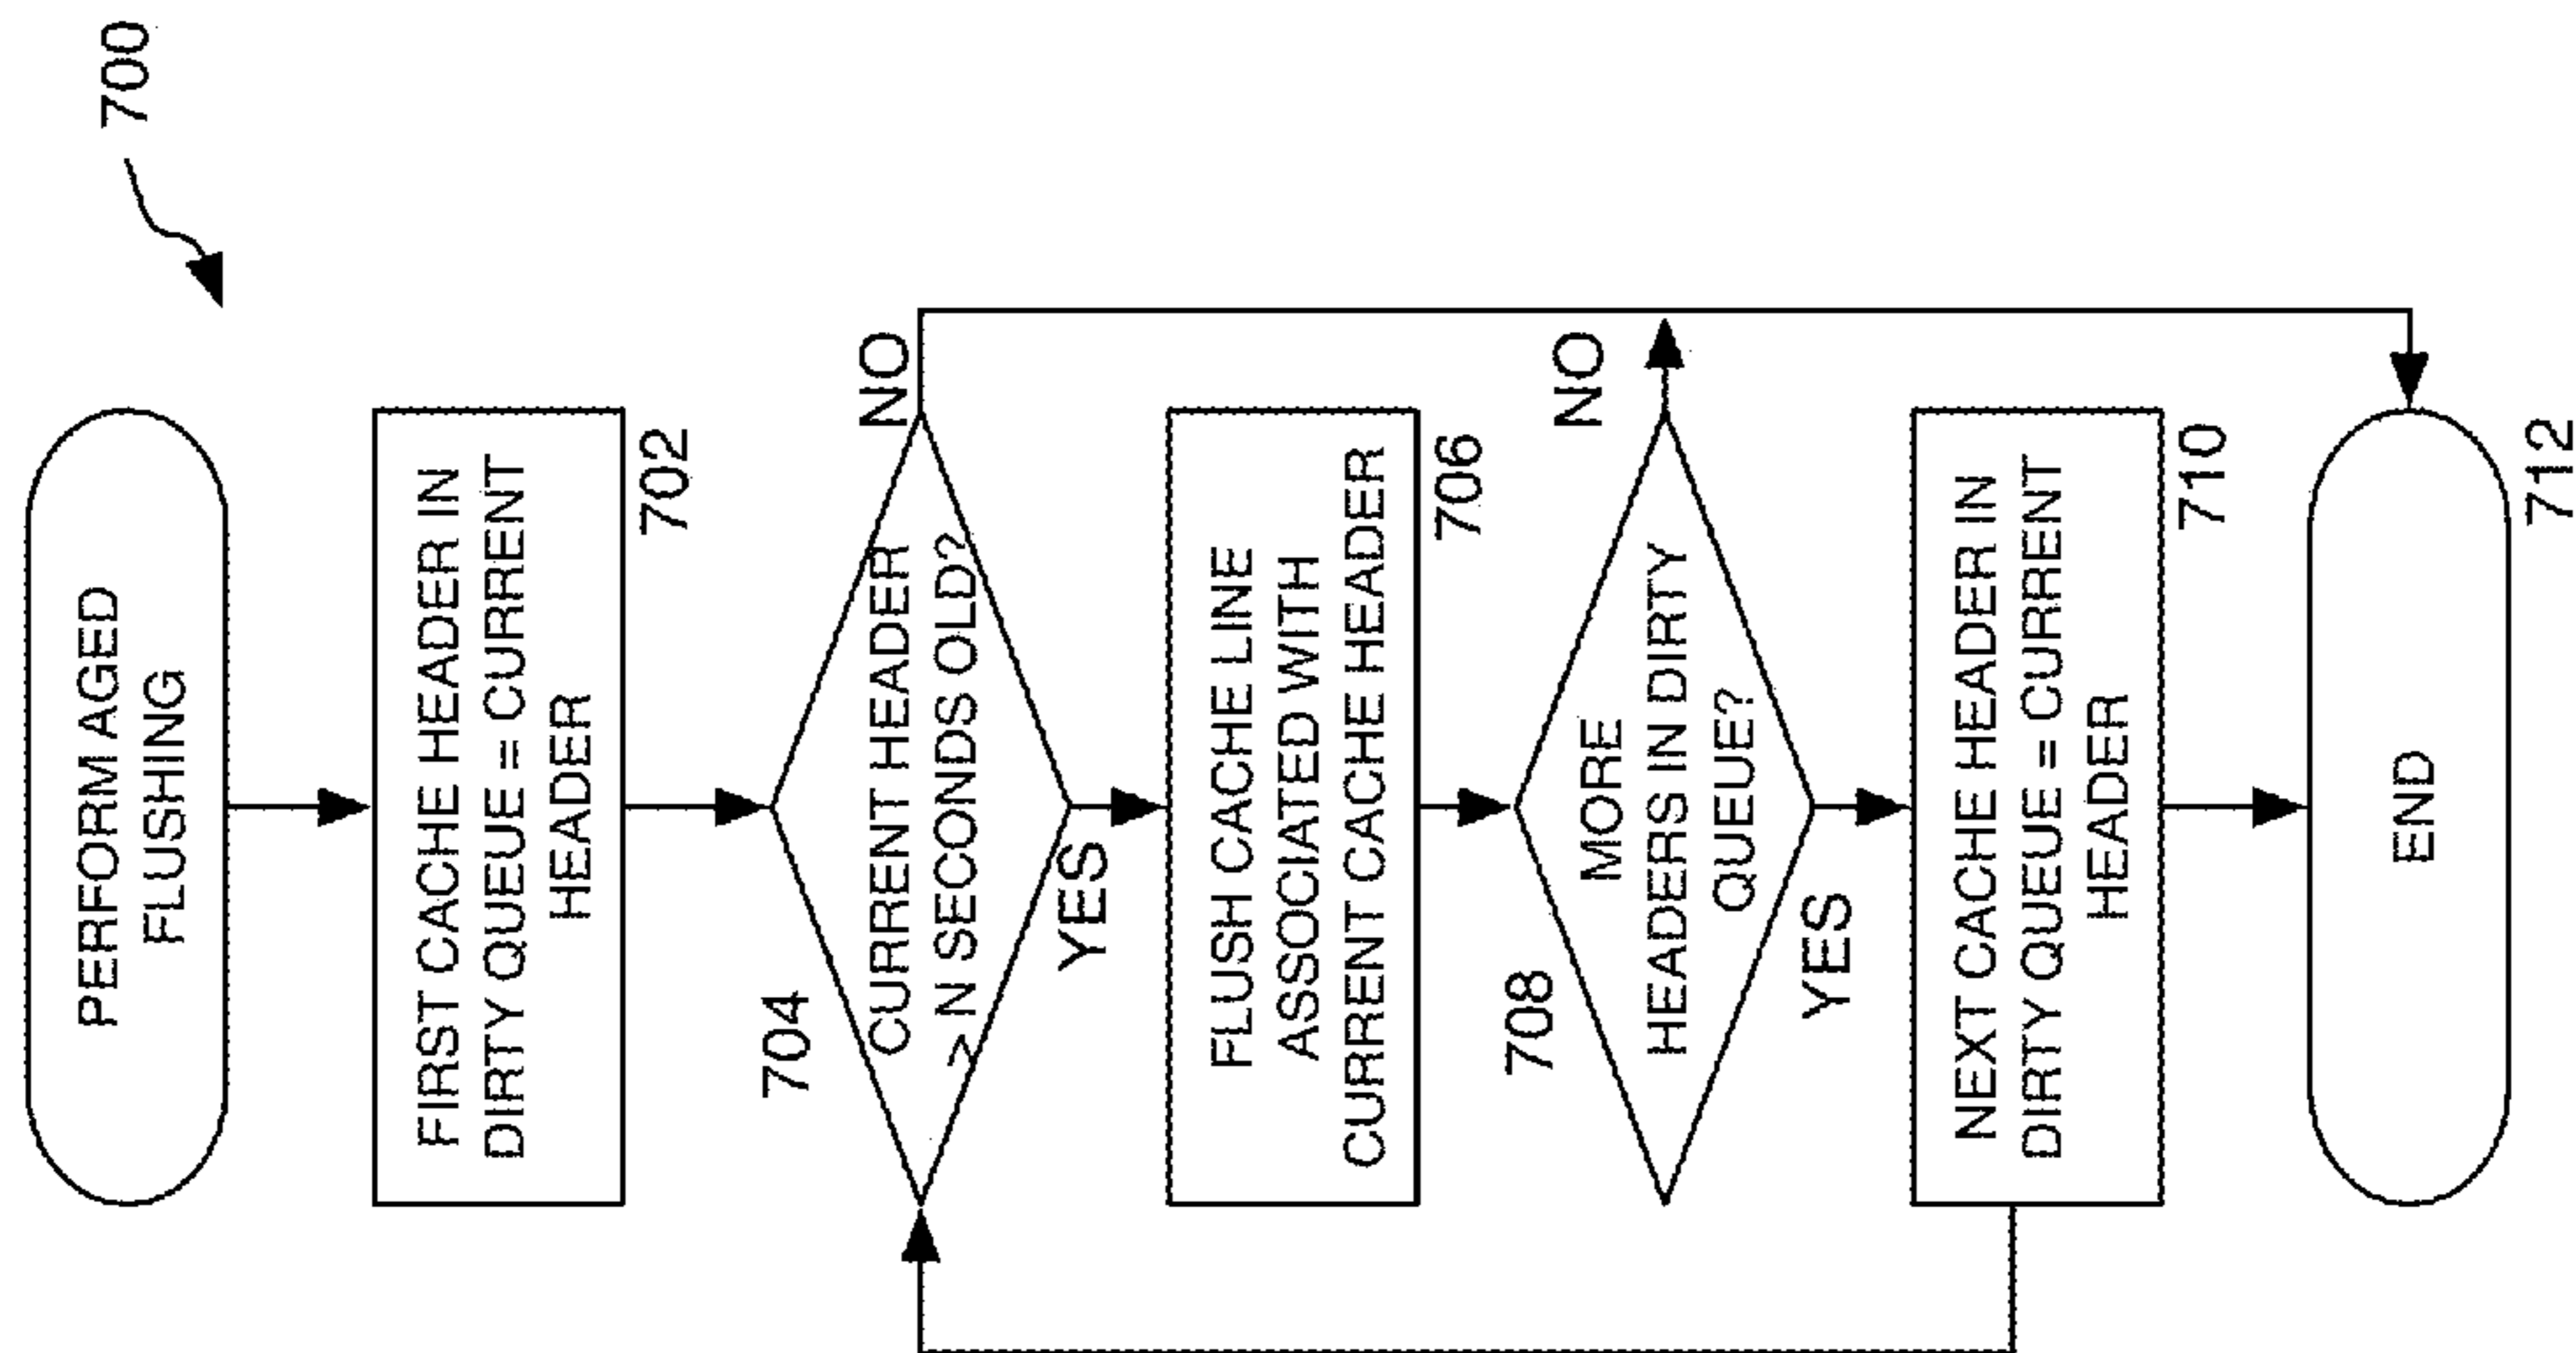 700
PERFORM AGED
FLUSHING
FIRST CACHE HEADER IN
DIRTY QUEUE = CURRENT
HEADER
702
704
CURRENT HEADER
> N SECONDS OLD?
NO
YES
FLUSH CACHE LINE
ASSOCIATED WITH
CURRENT CACHE HEADER
706
708
MORE
HEADERS IN DIRTY
QUEUE?
NO
YES
NEXT CACHE HEADER IN
DIRTY QUEUE = CURRENT
HEADER
710
END
712